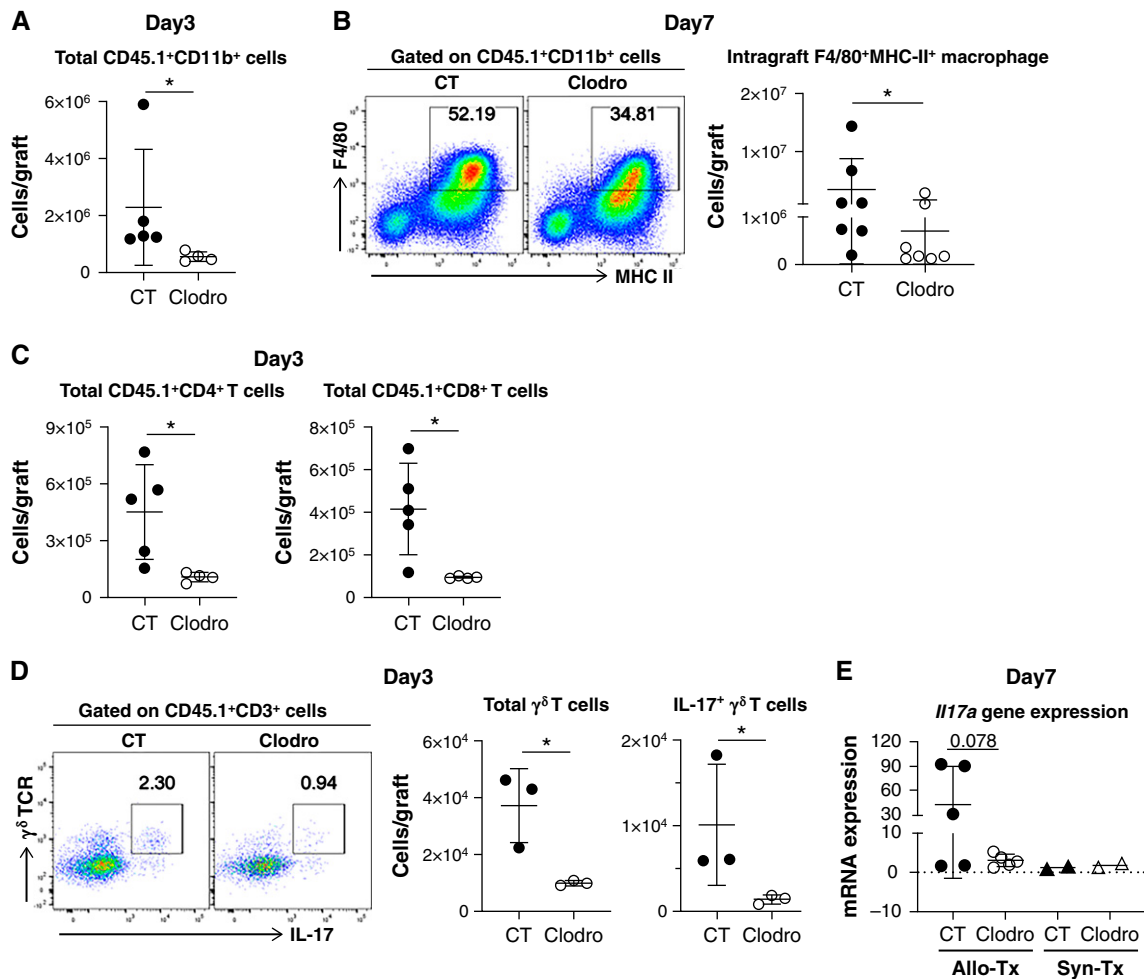 A
Day3
Total CD45.1⁺CD11b⁺ cells
*
6×10⁶
4×10⁶
2×10⁶
0
Cells/graft
CT
Clodro
B
Day7
Gated on CD45.1⁺CD11b⁺ cells
CT
Clodro
52.19
34.81
F4/80
MHC II
Intragraft F4/80⁺MHC-II⁺ macrophage
*
2×10⁷
1×10⁷
1×10⁶
0
Cells/graft
CT
Clodro
C
Day3
Total CD45.1⁺CD4⁺ T cells
*
9×10⁵
6×10⁵
3×10⁵
0
Cells/graft
CT
Clodro
Total CD45.1⁺CD8⁺ T cells
*
8×10⁵
6×10⁵
4×10⁵
2×10⁵
0
Cells/graft
CT
Clodro
D
Day3
Gated on CD45.1⁺CD3⁺ cells
CT
Clodro
2.30
0.94
γᵟ TCR
IL-17
Total γᵟ T cells
*
6×10⁴
4×10⁴
2×10⁴
0
Cells/graft
CT
Clodro
IL-17⁺ γᵟ T cells
*
2×10⁴
1×10⁴
0
CT
Clodro
E
Day7
Il17a gene expression
0.078
120
90
60
30
10
0
−10
mRNA expression
CT Clodro CT Clodro
Allo-Tx Syn-Tx